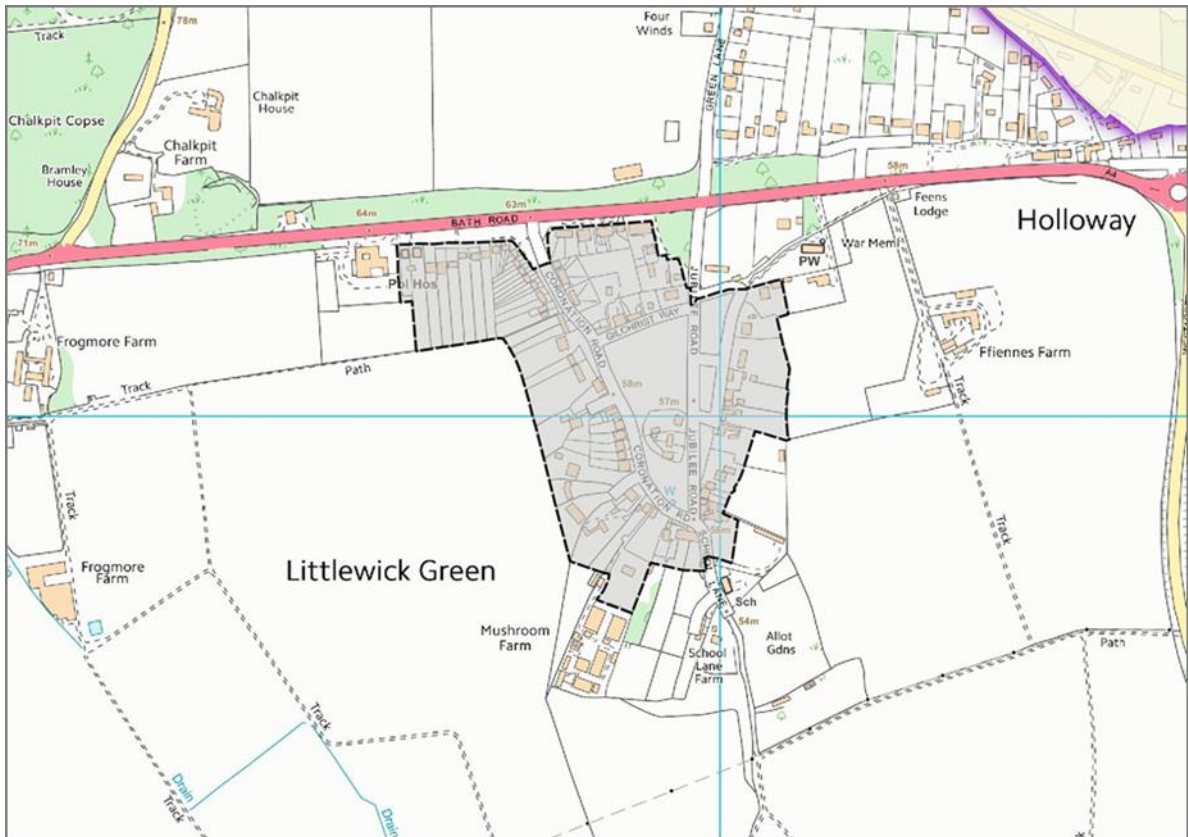 78m
Track
Four
Winds
GREEN LANE
Chalkpit
House
Chalkpit Copse
Chalkpit
Farm
Bramley
House
58m
A4
Feens
Lodge
Holloway
63m
64m
BATH ROAD
71m
War Meml
PW
Pol Hos
CORONATION ROAD
GILCHRIST WAY
JUBILEE ROAD
Frogmore Farm
Ffiennes Farm
Path
Track
Track
58m
57m
JUBILEE ROAD
CORONATION RD
W
Track
Track
Littlewick Green
Frogmore
Farm
SCHOOL LANE
Sch
54m
Mushroom
Farm
Allot
Gdns
School
Lane
Farm
Path
Track
Drain
Track
Drain